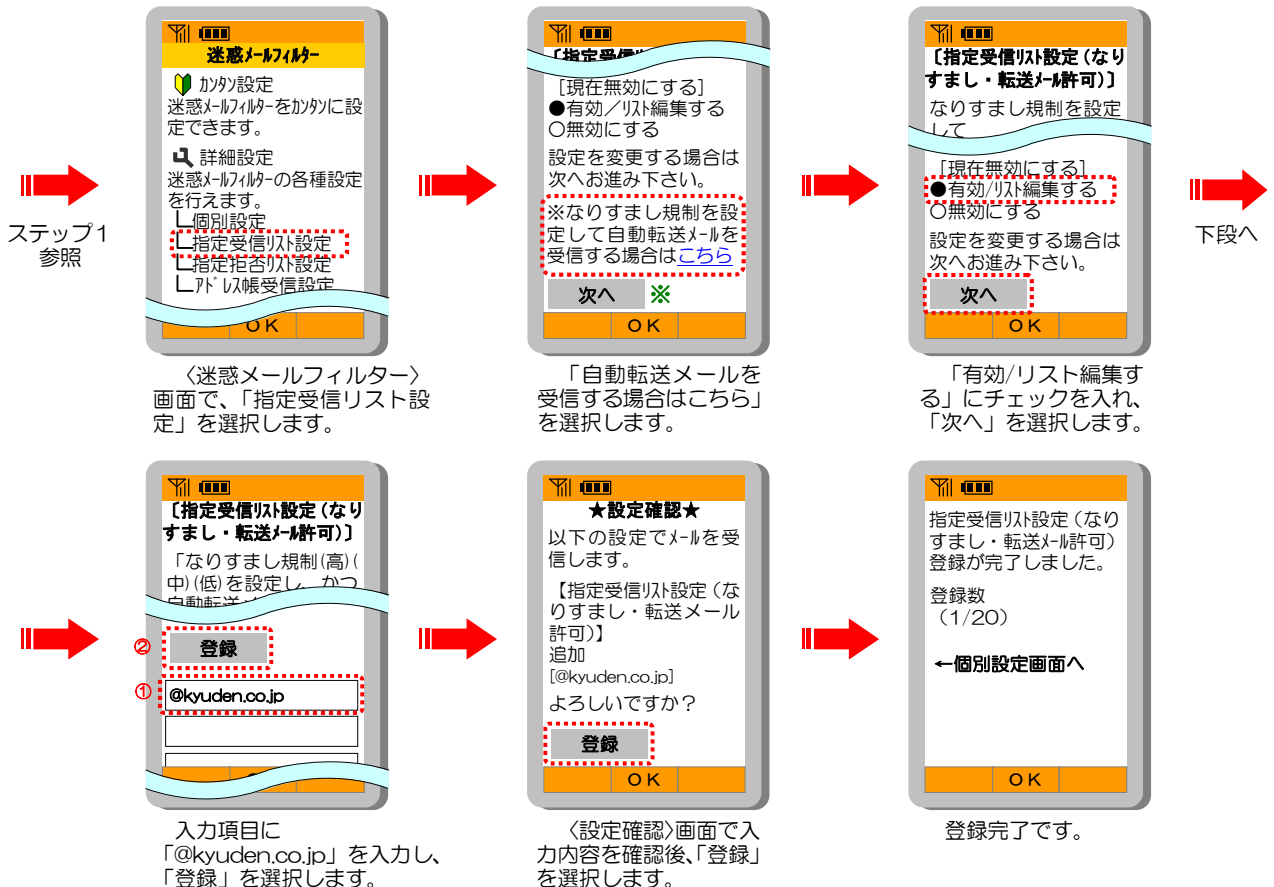 ステップ1
参照
迷惑ﾒｰﾙﾌｨﾙﾀｰ
ｶﾝﾀﾝ設定
迷惑ﾒｰﾙﾌｨﾙﾀｰをｶﾝﾀﾝに設
定できます。
詳細設定
迷惑ﾒｰﾙﾌｨﾙﾀｰの各種設定
を行えます。
個別設定
指定受信ﾘｽﾄ設定
指定拒否ﾘｽﾄ設定
ｱﾄﾞﾚｽ帳受信設定
OK
〈迷惑メールフィルター〉
画面で、「指定受信リスト設
定」を選択します。
〔指定受信
[現在無効にする]
●有効／ﾘｽﾄ編集する
○無効にする
設定を変更する場合は
次へお進み下さい。
※なりすまし規制を設
定して自動転送ﾒｰﾙを
受信する場合はこちら
次へ ※
OK
「自動転送メールを
受信する場合はこちら」
を選択します。
〔指定受信ﾘｽﾄ設定（なり
すまし・転送ﾒｰﾙ許可）〕
なりすまし規制を設定
して
[現在無効にする]
●有効/ﾘｽﾄ編集する
○無効にする
設定を変更する場合は
次へお進み下さい。
次へ
OK
「有効/リスト編集す
る」にチェックを入れ、
「次へ」を選択します。
下段へ
〔指定受信ﾘｽﾄ設定（なり
すまし・転送ﾒｰﾙ許可）〕
「なりすまし規制(高)(
中)(低)を設定し、かつ
自動転送
② 登録
① @kyuden.co.jp
入力項目に
「@kyuden.co.jp」を入力し、
「登録」を選択します。
★設定確認★
以下の設定でﾒｰﾙを受
信します。
【指定受信ﾘｽﾄ設定（な
りすまし・転送メール
許可）】
追加
[@kyuden.co.jp]
よろしいですか？
登録
OK
〈設定確認〉画面で入
力内容を確認後、「登録」
を選択します。
指定受信ﾘｽﾄ設定（なり
すまし・転送ﾒｰﾙ許可）
登録が完了しました。
登録数
（1/20）
←個別設定画面へ
OK
登録完了です。